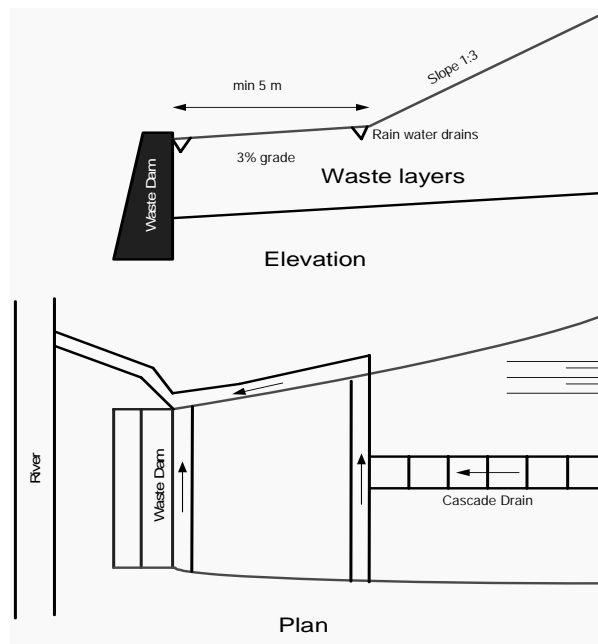 Slope 1:3
min 5 m
Rain water drains
3% grade
Waste Dam
Waste layers
Elevation
River
Waste Dam
Cascade Drain
Plan